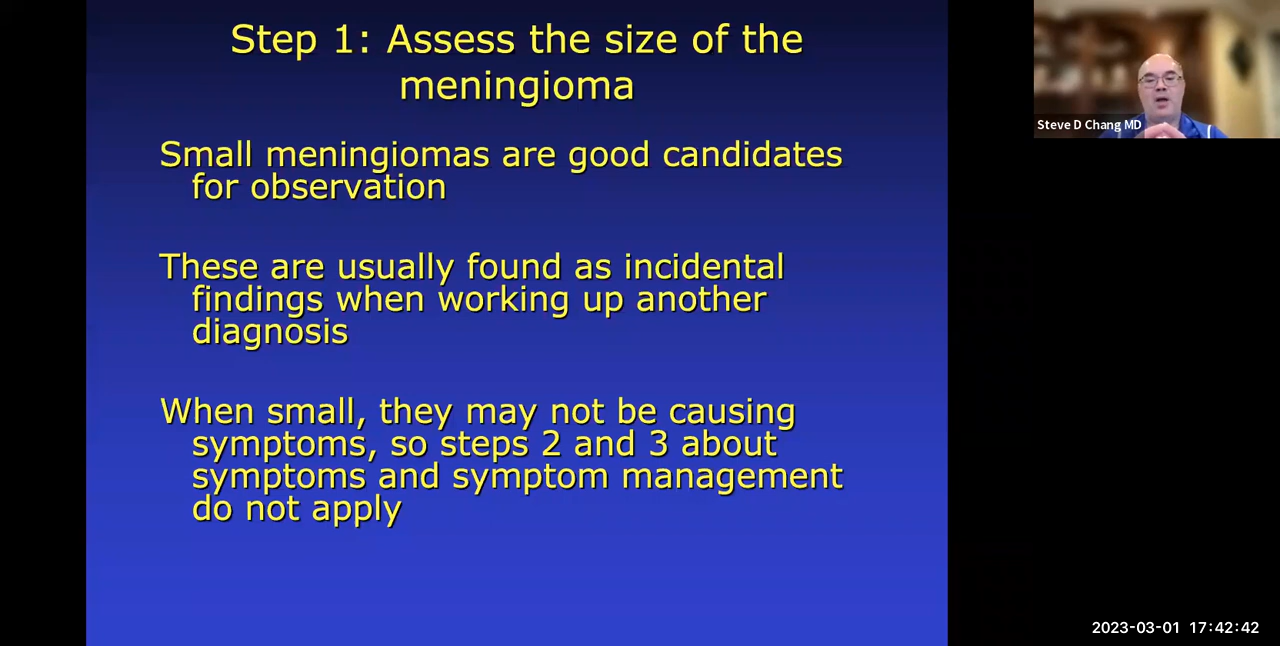 Step 1: Assess the size of the
meningioma
Small meningiomas are good candidates
for observation
These are usually found as incidental
findings when working up another
diagnosis
When small, they may not be causing
symptoms, so steps 2 and 3 about
symptoms and symptom management
do not apply
Steve D Chang MD
2023-03-01 17:42:42